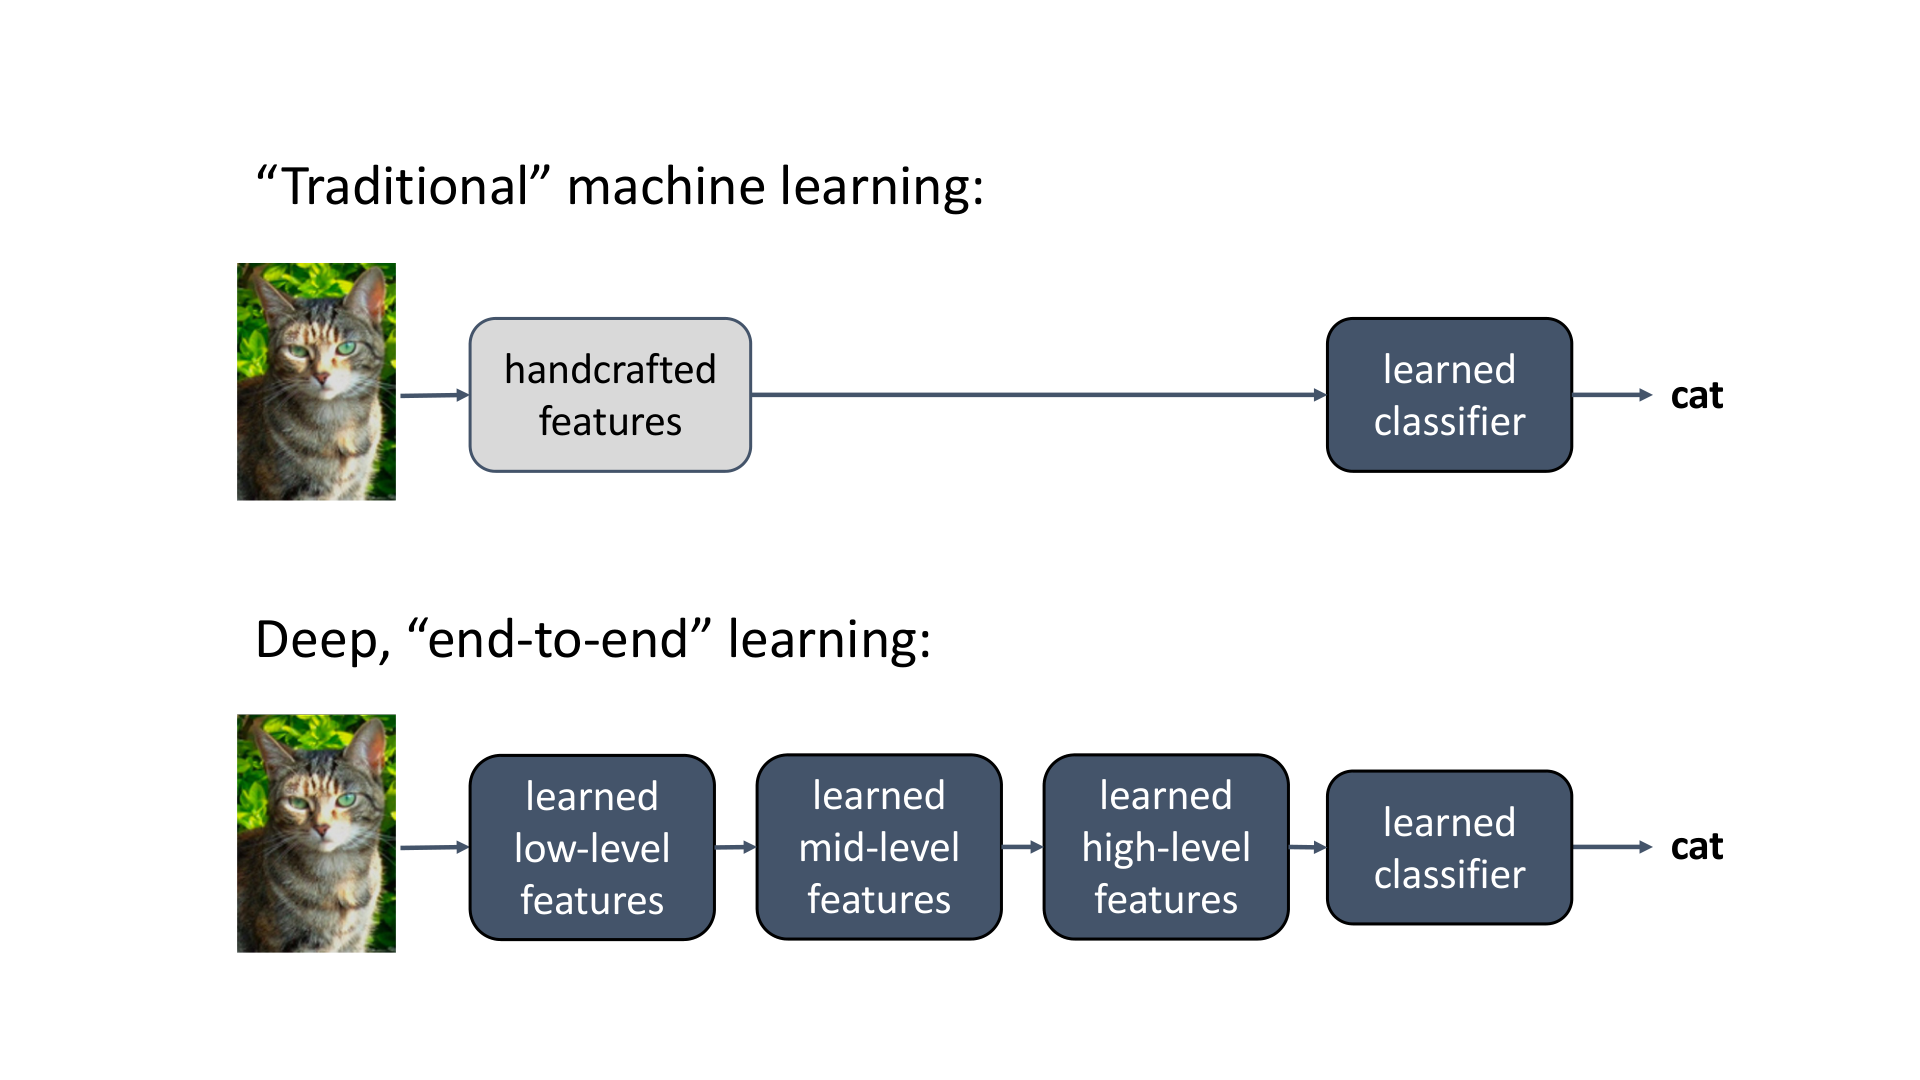 “Traditional” machine learning:
handcrafted
features
learned
classifier
cat
Deep, “end-to-end” learning:
learned
low-level
features
learned
mid-level
features
learned
high-level
features
learned
classifier
cat